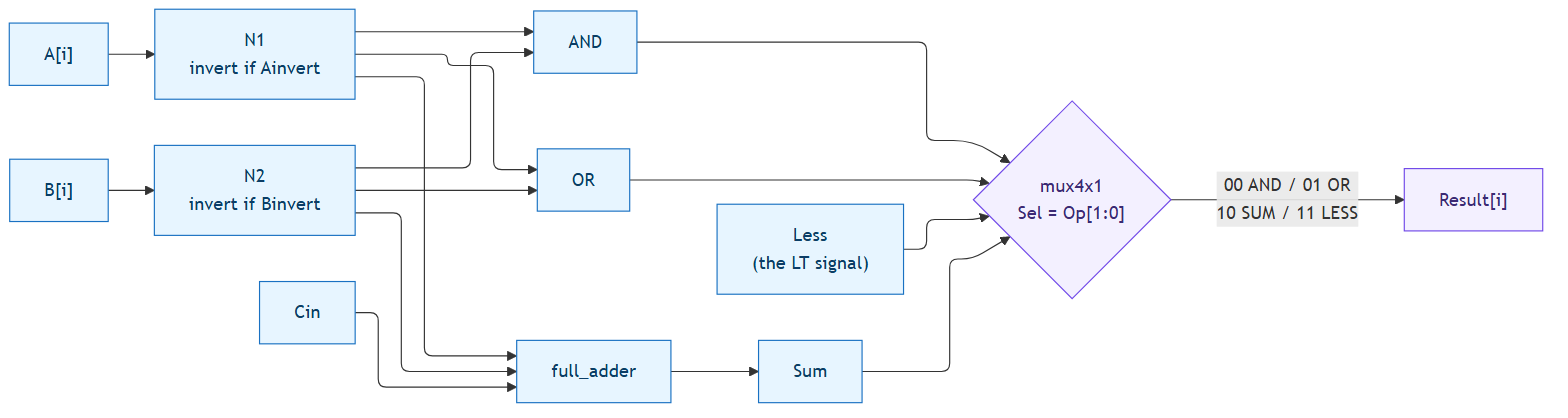 A[i]
N1
invert if Ainvert
AND
B[i]
N2
invert if Binvert
OR
mux4x1
Sel = Op[1:0]
00 AND / 01 OR
10 SUM / 11 LESS
Result[i]
Less
(the LT signal)
Cin
full_adder
Sum